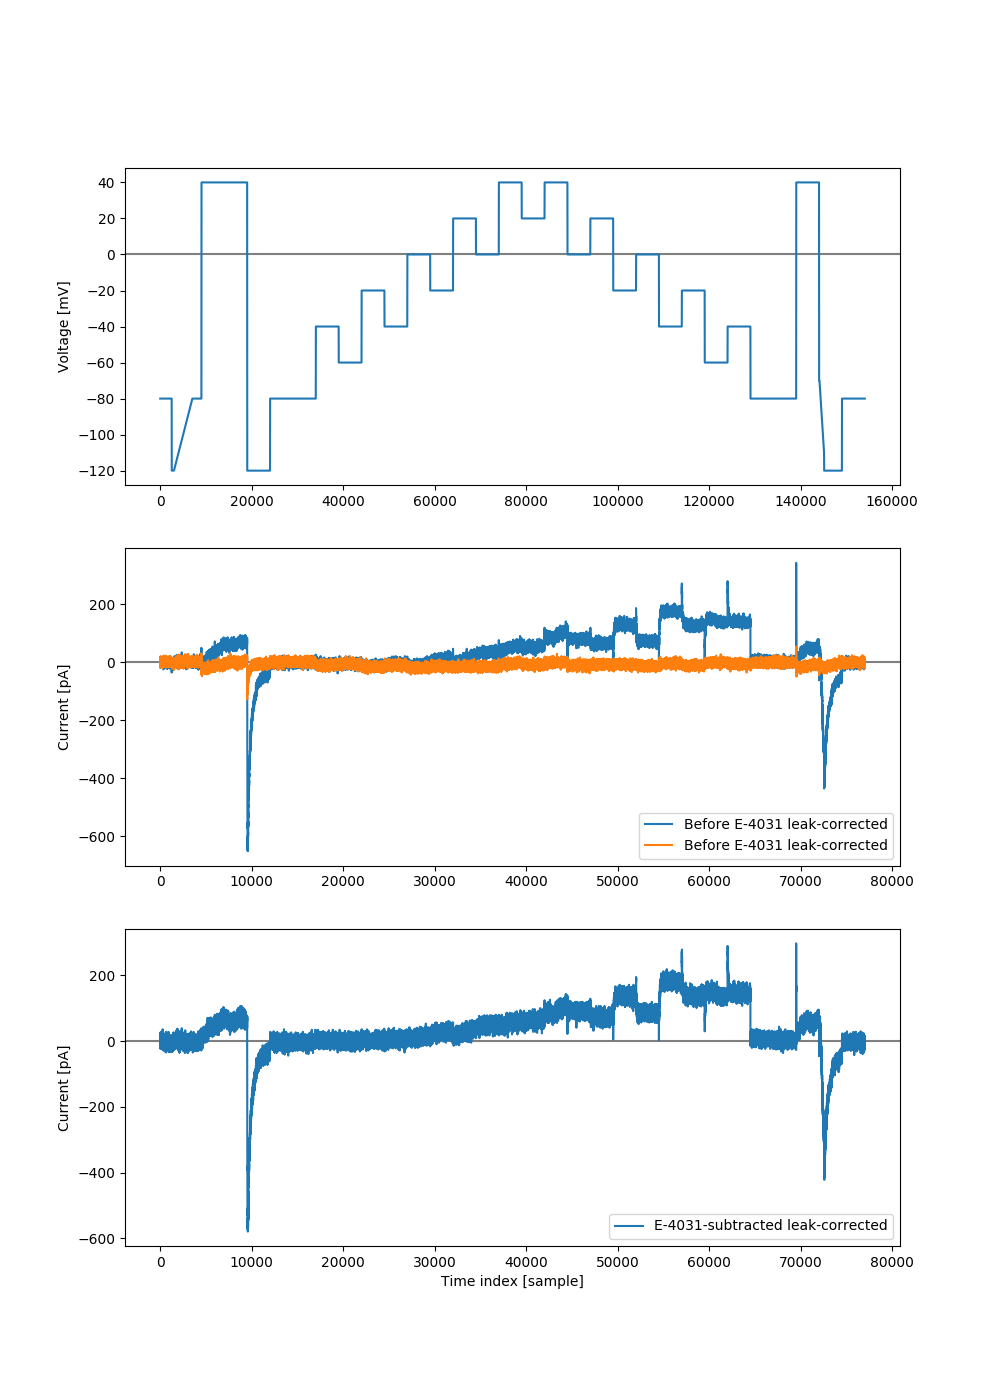 40
20
0
−20
−40
−60
−80
−100
−120
Voltage [mV]
0 20000 40000 60000 80000 100000 120000 140000 160000
200
0
−200
−400
−600
Current [pA]
Before E-4031 leak-corrected
Before E-4031 leak-corrected
0 10000 20000 30000 40000 50000 60000 70000 80000
200
0
−200
−400
−600
Current [pA]
E-4031-subtracted leak-corrected
0 10000 20000 30000 40000 50000 60000 70000 80000
Time index [sample]